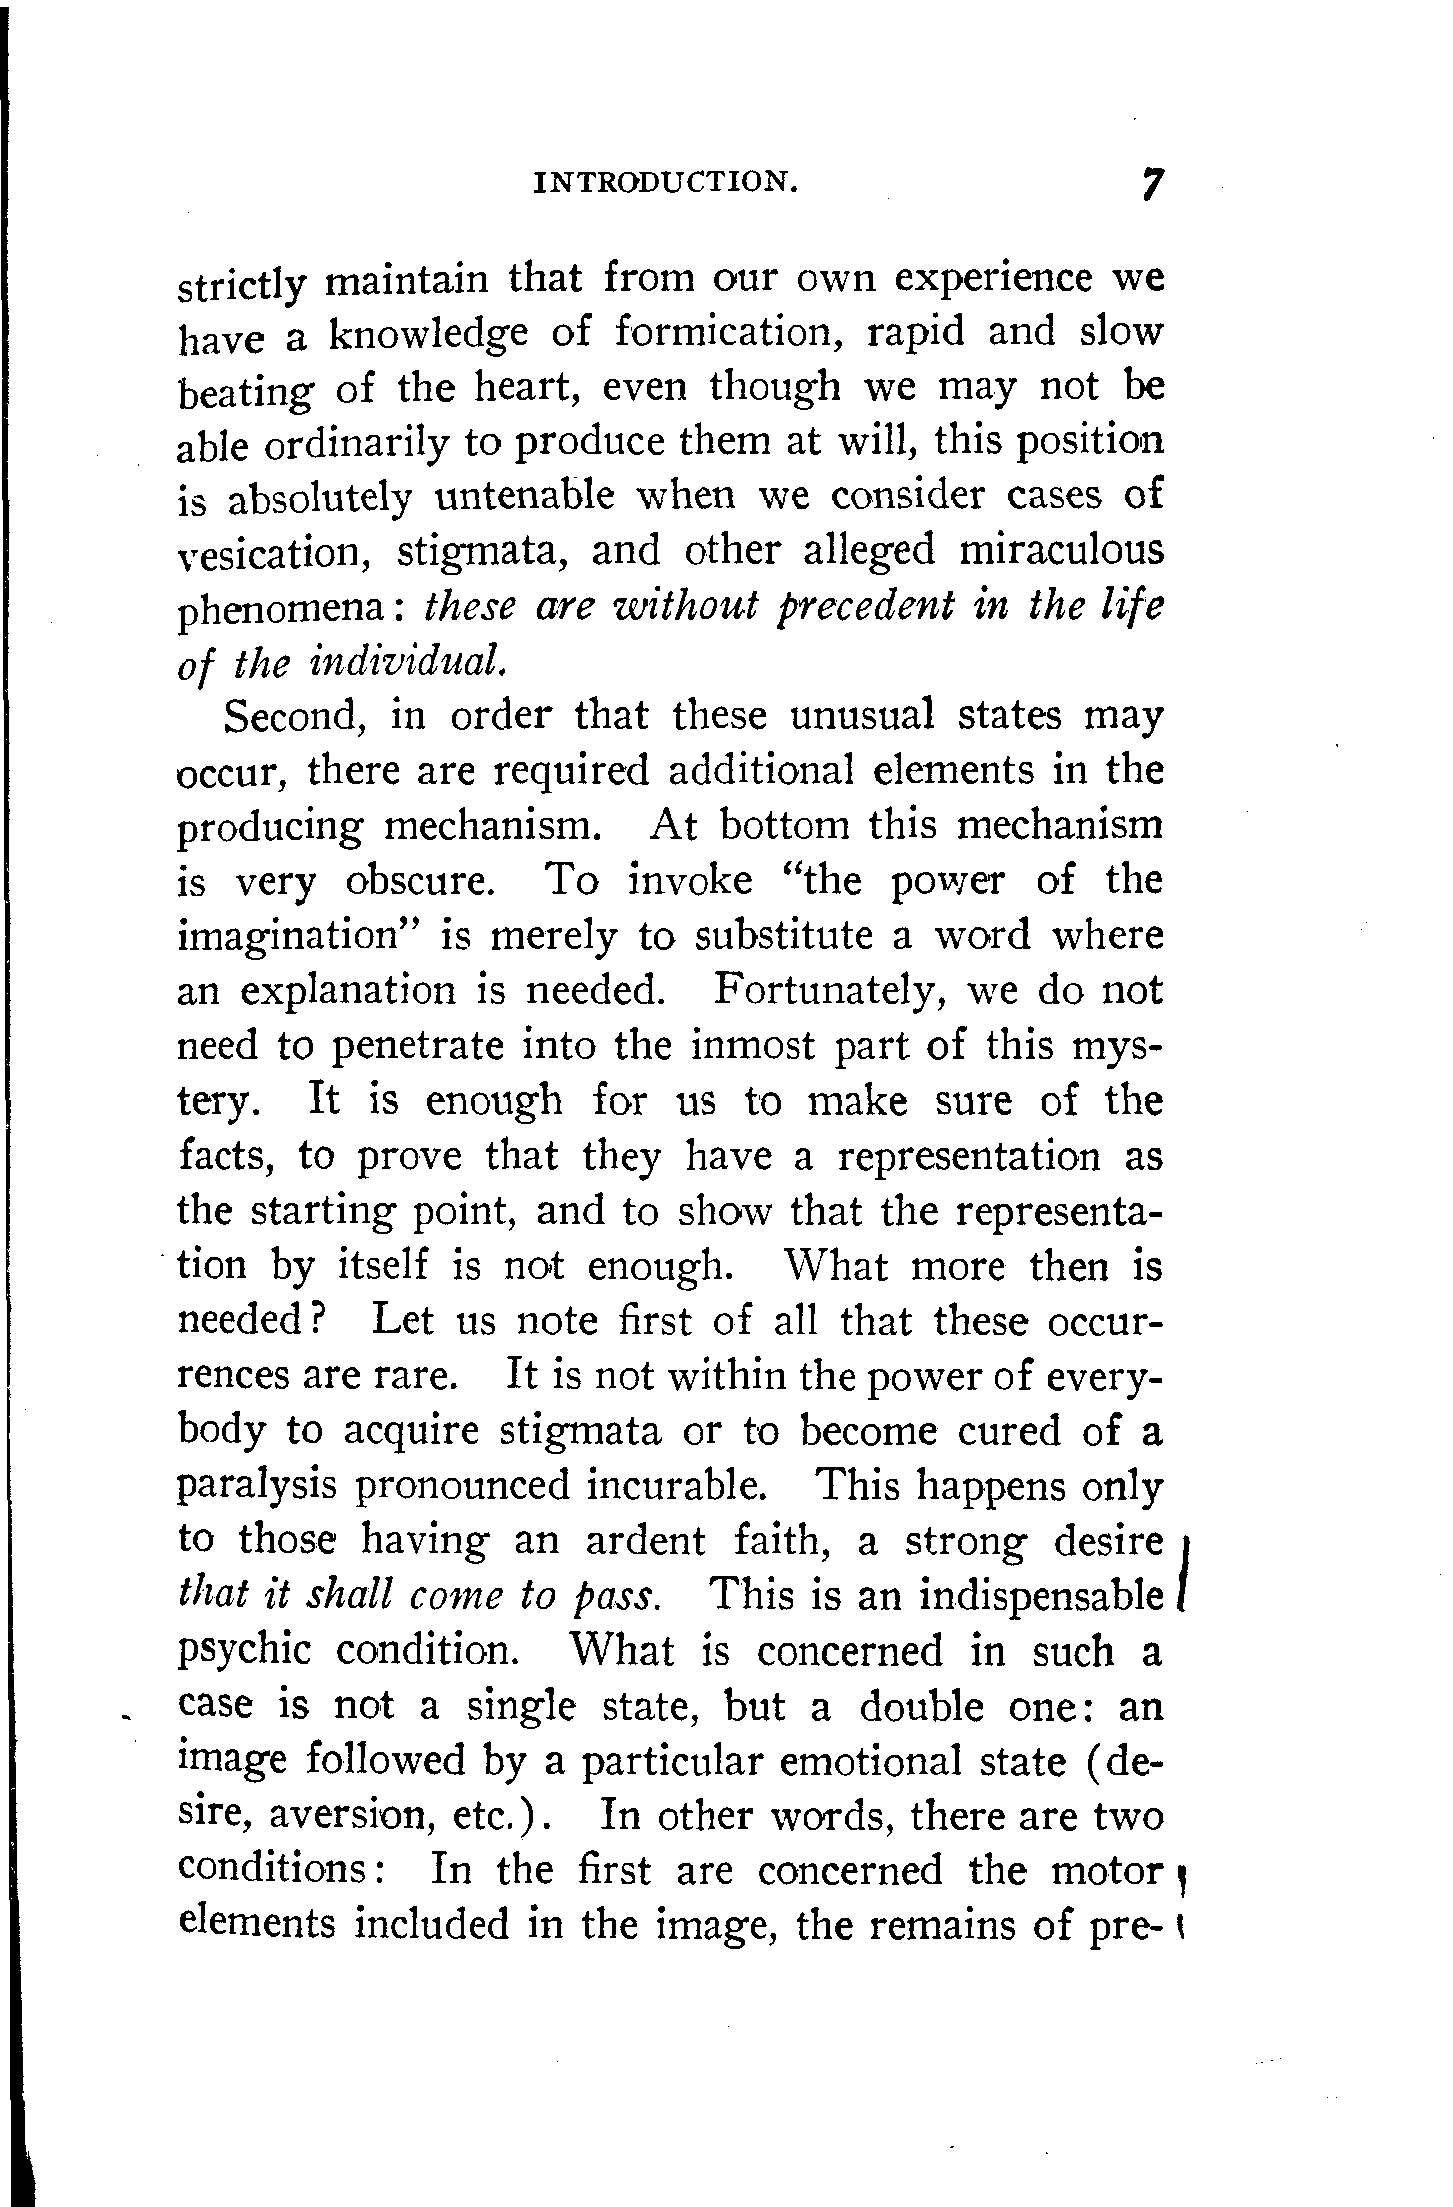 INTRODUCTION. 7
strictly maintain that from our own experience we
have a knowledge of formication, rapid and slow
beating of the heart, even though we may not be
able ordinarily to produce them at will, this position
is absolutely untenable when we consider cases of
vesication, stigmata, and other alleged miraculous
phenomena: these are without precedent in the life
of the individual.
Second, in order that these unusual states may
occur, there are required additional elements in the
producing mechanism. At bottom this mechanism
is very obscure. To invoke “the power of the
imagination” is merely to substitute a word where
an explanation is needed. Fortunately, we do not
need to penetrate into the inmost part of this mys-
tery. It is enough for us to make sure of the
facts, to prove that they have a representation as
the starting point, and to show that the representa-
tion by itself is not enough. What more then is
needed? Let us note first of all that these occur-
rences are rare. It is not within the power of every-
body to acquire stigmata or to become cured of a
paralysis pronounced incurable. This happens only
to those having an ardent faith, a strong desire
that it shall come to pass. This is an indispensable
psychic condition. What is concerned in such a
case is not a single state, but a double one: an
image followed by a particular emotional state (de-
sire, aversion, etc.). In other words, there are two
conditions: In the first are concerned the motor
elements included in the image, the remains of pre-